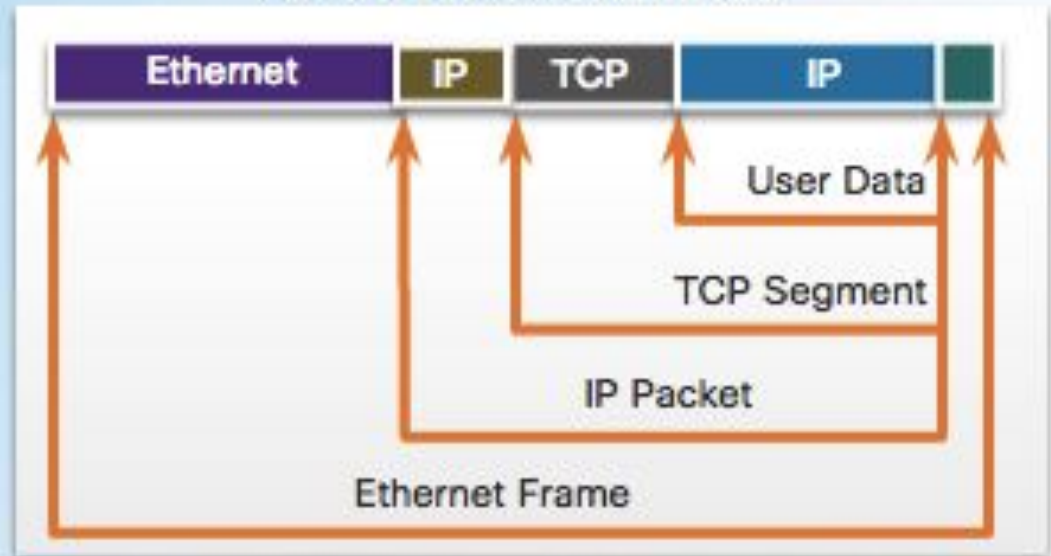 Ethernet IP TCP IP
User Data
TCP Segment
IP Packet
Ethernet Frame